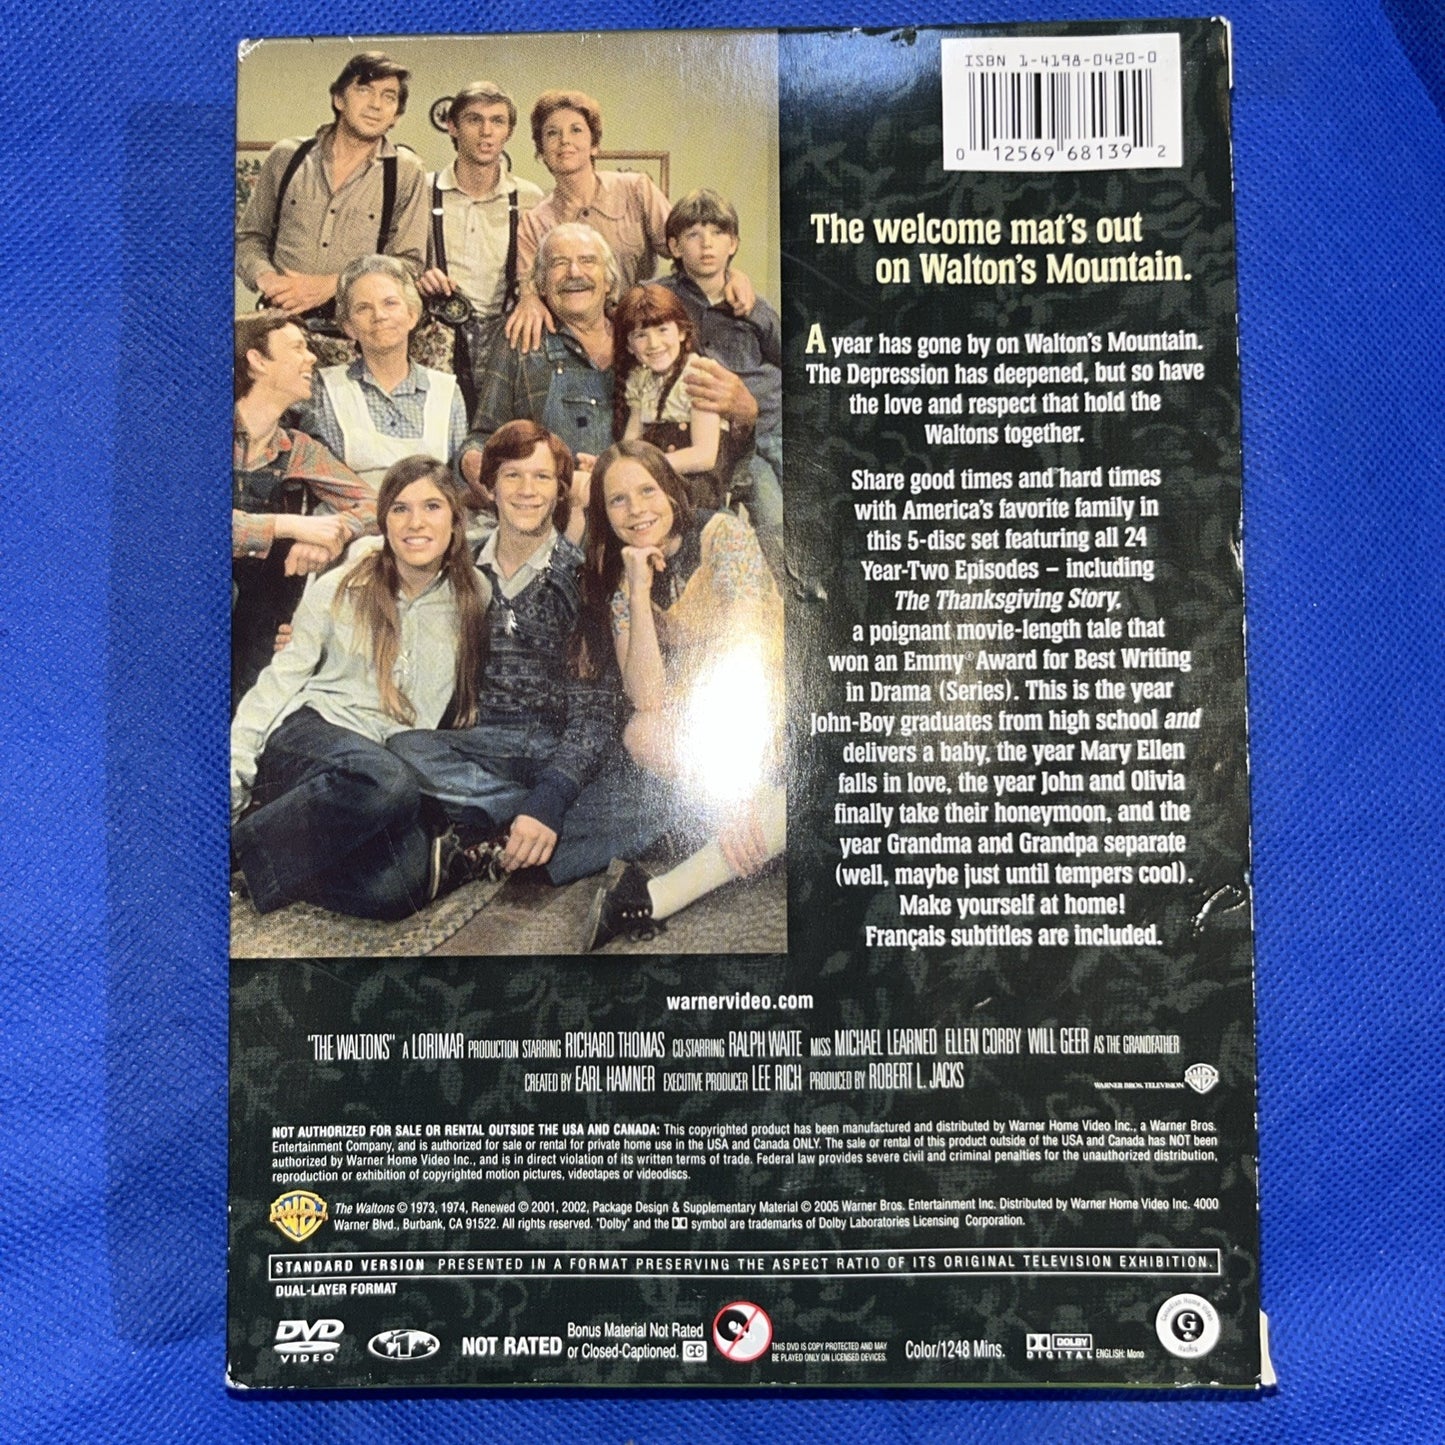 ISBN 1-4198-0420-0
0 12569 68139 2
The welcome mat's out
on Walton's Mountain.
A year has gone by on Walton's Mountain.
The Depression has deepened, but so have
the love and respect that hold the
Waltons together.
Share good times and hard times
with America's favorite family in
this 5-disc set featuring all 24
Year-Two Episodes – including
The Thanksgiving Story,
a poignant movie-length tale that
won an Emmy® Award for Best Writing
in Drama (Series). This is the year
John-Boy graduates from high school and
delivers a baby, the year Mary Ellen
falls in love, the year John and Olivia
finally take their honeymoon, and the
year Grandma and Grandpa separate
(well, maybe just until tempers cool).
Make yourself at home!
Français subtitles are included.
warnervideo.com
"THE WALTONS" A LORIMAR PRODUCTION STARRING RICHARD THOMAS CO-STARRING RALPH WAITE MISS MICHAEL LEARNED ELLEN CORBY WILL GEER AS THE GRANDFATHER
CREATED BY EARL HAMNER EXECUTIVE PRODUCER LEE RICH PRODUCED BY ROBERT L. JACKS
WARNER BROS. TELEVISION WB
NOT AUTHORIZED FOR SALE OR RENTAL OUTSIDE THE USA AND CANADA: This copyrighted product has been manufactured and distributed by Warner Home Video Inc., a Warner Bros.
Entertainment Company, and is authorized for sale or rental for private home use in the USA and Canada ONLY. The sale or rental of this product outside of the USA and Canada has NOT been
authorized by Warner Home Video Inc., and is in direct violation of its written terms of trade. Federal law provides severe civil and criminal penalties for the unauthorized distribution,
reproduction or exhibition of copyrighted motion pictures, videotapes or videodiscs.
WB
The Waltons © 1973, 1974, Renewed © 2001, 2002, Package Design & Supplementary Material © 2005 Warner Bros. Entertainment Inc. Distributed by Warner Home Video Inc. 4000
Warner Blvd., Burbank, CA 91522. All rights reserved. "Dolby" and the DD symbol are trademarks of Dolby Laboratories Licensing Corporation.
STANDARD VERSION PRESENTED IN A FORMAT PRESERVING THE ASPECT RATIO OF ITS ORIGINAL TELEVISION EXHIBITION.
DUAL-LAYER FORMAT
DVD
VIDEO
1
NOT RATED
Bonus Material Not Rated
or Closed-Captioned. CC
THIS DVD IS COPY PROTECTED AND MAY
BE PLAYED ONLY ON LICENSED DEVICES.
Color/1248 Mins.
DOLBY
DIGITAL
ENGLISH: Mono
Canadian Home Video
G
Rating